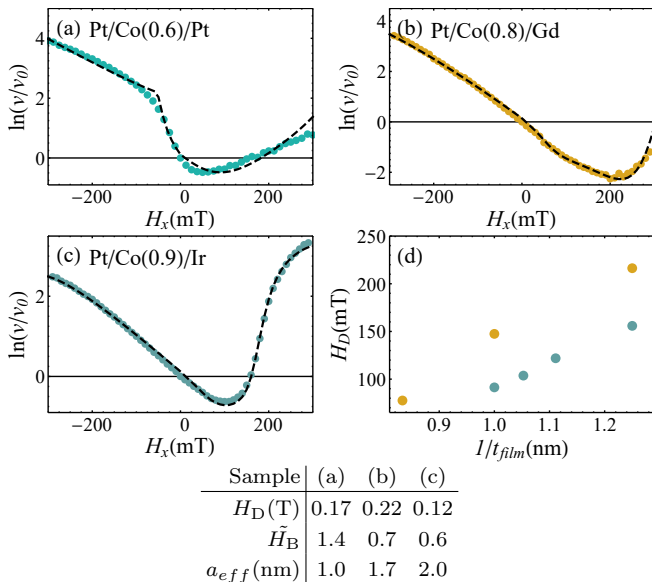 (a) Pt/Co(0.6)/Pt
ln(v/v0)
4
2
0
−200 0 200
Hx(mT)
(b) Pt/Co(0.8)/Gd
ln(v/v0)
4
2
0
−2
−200 0 200
Hx(mT)
(c) Pt/Co(0.9)/Ir
ln(v/v0)
2
0
−200 0 200
Hx(mT)
(d)
HD(mT)
250
200
150
100
0.9 1.0 1.1 1.2
1/tfilm(nm)
Sample (a) (b) (c)
HD(T) 0.17 0.22 0.12
H̃B 1.4 0.7 0.6
aeff(nm) 1.0 1.7 2.0